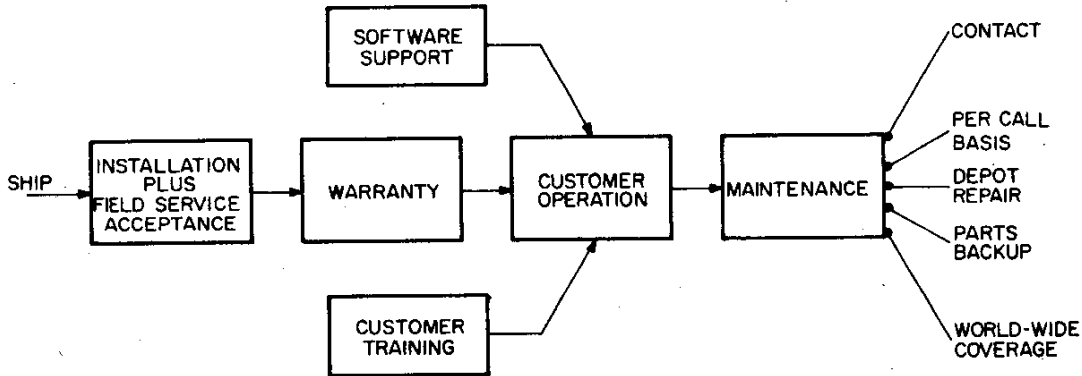 SHIP
INSTALLATION
PLUS
FIELD SERVICE
ACCEPTANCE
WARRANTY
SOFTWARE
SUPPORT
CUSTOMER
TRAINING
CUSTOMER
OPERATION
MAINTENANCE
CONTACT
PER CALL
BASIS
DEPOT
REPAIR
PARTS
BACKUP
WORLD-WIDE
COVERAGE